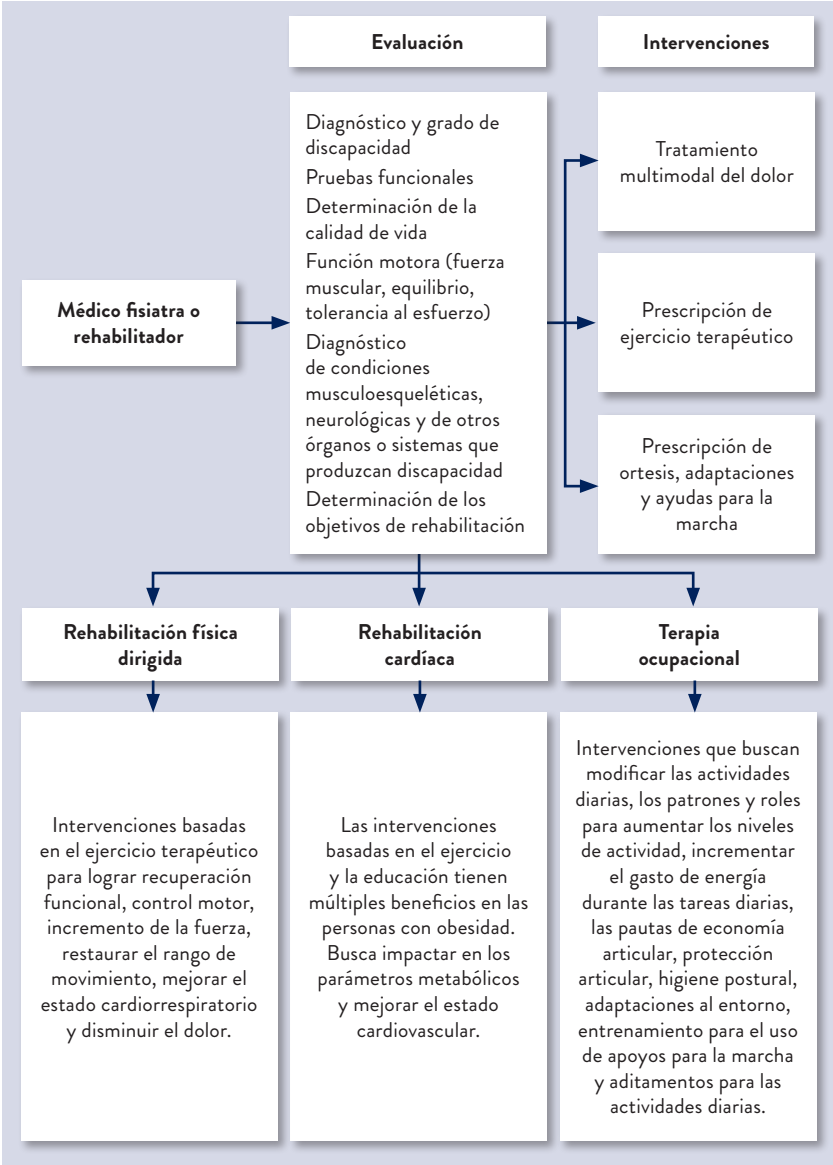 Evaluación
Intervenciones
Médico fisiatra o
rehabilitador
Diagnóstico y grado de
discapacidad
Pruebas funcionales
Determinación de la
calidad de vida
Función motora (fuerza
muscular, equilibrio,
tolerancia al esfuerzo)
Diagnóstico
de condiciones
musculoesqueléticas,
neurológicas y de otros
órganos o sistemas que
produzcan discapacidad
Determinación de los
objetivos de rehabilitación
Tratamiento
multimodal del dolor
Prescripción de
ejercicio terapéutico
Prescripción de
ortesis, adaptaciones
y ayudas para la
marcha
Rehabilitación física
dirigida
Intervenciones basadas
en el ejercicio terapéutico
para lograr recuperación
funcional, control motor,
incremento de la fuerza,
restaurar el rango de
movimiento, mejorar el
estado cardiorrespiratorio
y disminuir el dolor.
Rehabilitación
cardíaca
Las intervenciones
basadas en el ejercicio
y la educación tienen
múltiples beneficios en las
personas con obesidad.
Busca impactar en los
parámetros metabólicos
y mejorar el estado
cardiovascular.
Terapia
ocupacional
Intervenciones que buscan
modificar las actividades
diarias, los patrones y roles
para aumentar los niveles
de actividad, incrementar
el gasto de energía
durante las tareas diarias,
las pautas de economía
articular, protección
articular, higiene postural,
adaptaciones al entorno,
entrenamiento para el uso
de apoyos para la marcha
y aditamentos para las
actividades diarias.